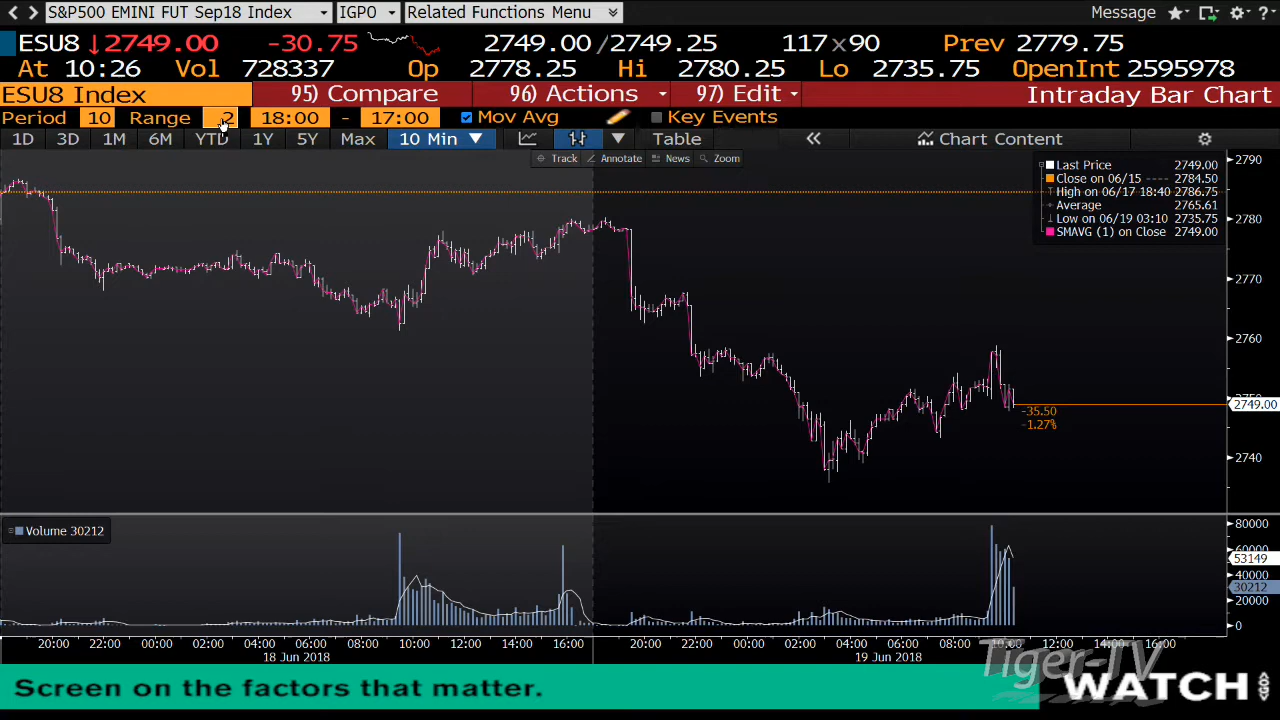 S&P500 EMINI FUT Sep18 Index IGPO Related Functions Menu Message
ESU8 2749.00 -30.75 2749.00/2749.25 117x90 Prev 2779.75
At 10:26 Vol 728337 Op 2778.25 Hi 2780.25 Lo 2735.75 OpenInt 2595978
ESU8 Index 95) Compare 96) Actions 97) Edit Intraday Bar Chart
Period 10 Range 2 18:00 - 17:00 Mov Avg Key Events
1D 3D 1M 6M YTD 1Y 5Y Max 10 Min Table Chart Content
Track Annotate News Zoom
Last Price 2749.00
Close on 06/15 ---- 2784.50
High on 06/17 18:40 2786.75
Average 2765.61
Low on 06/19 03:10 2735.75
SMAVG (1) on Close 2749.00
2790
2780
2770
2760
2749.00
-35.50
-1.27%
2740
Volume 30212
80000
53149
40000
30212
20000
0
20:00 22:00 00:00 02:00 04:00 06:00 08:00 10:00 12:00 14:00 16:00 20:00 22:00 00:00 02:00 04:00 06:00 08:00 10:00 12:00 14:00 16:00
18 Jun 2018 19 Jun 2018
Tiger-TV
Screen on the factors that matter. WATCH